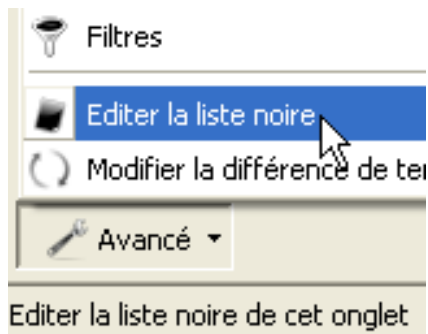 Filtres
Editer la liste noire
Modifier la différence de
Avancé
Editer la liste noire de cet onglet